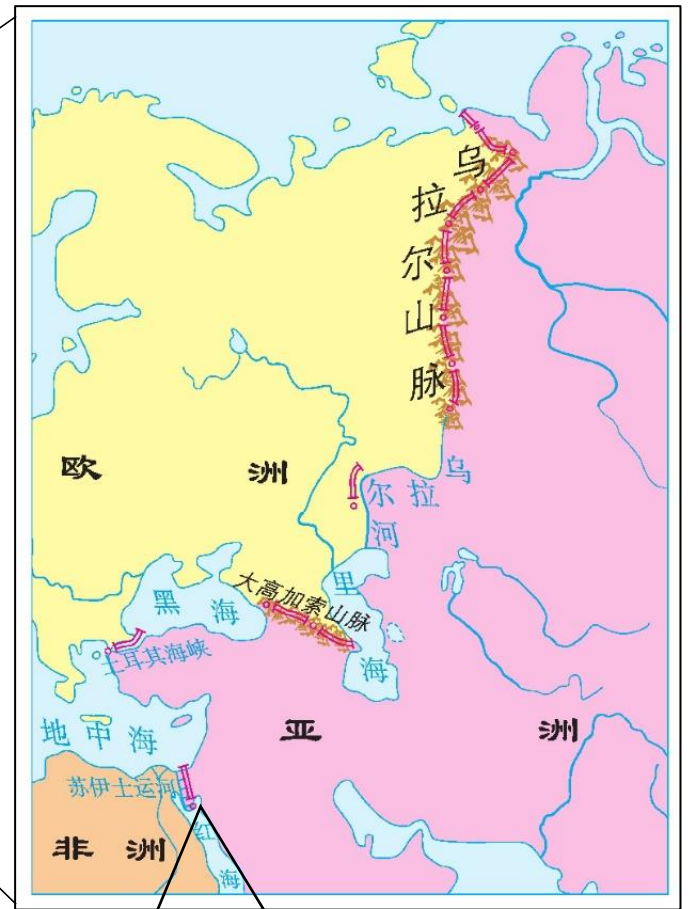 乌拉尔山脉
欧洲
乌拉尔河
里海
大高加索山脉
黑海
土耳其海峡
地中海
亚洲
苏伊士运河
红海
非洲